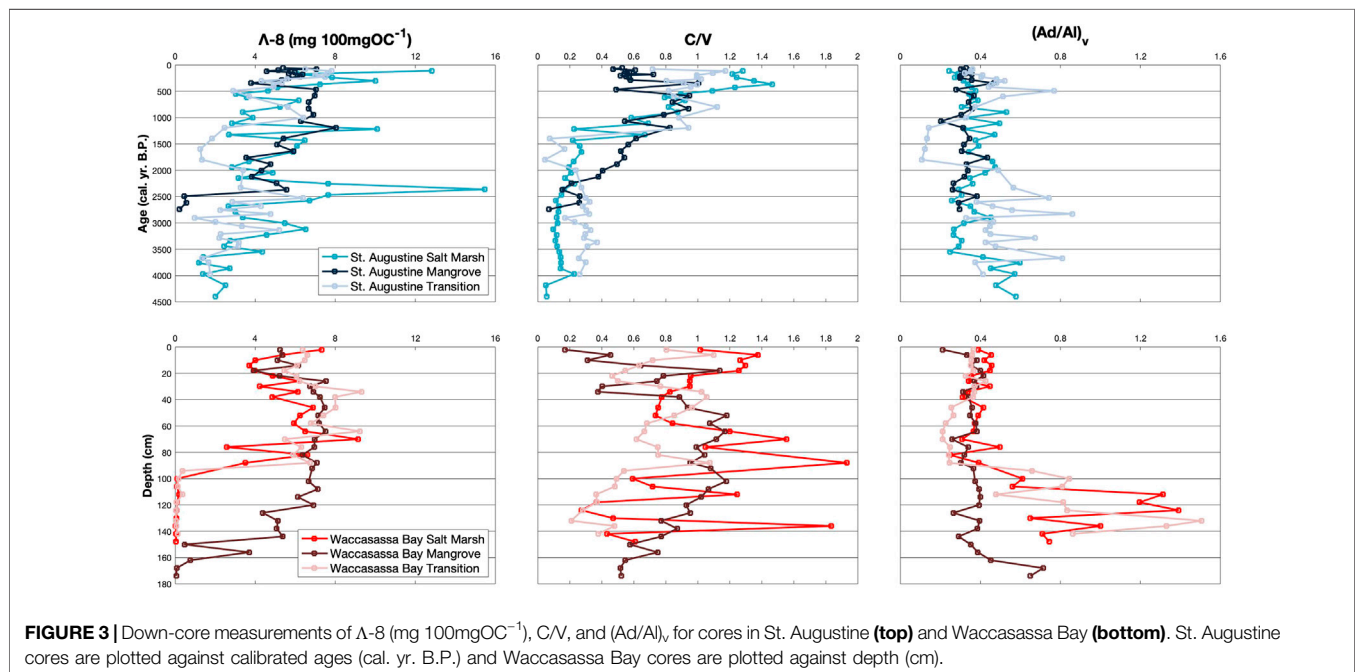 Λ-8 (mg 100mgOC⁻¹)
C/V
(Ad/Al)ᵥ
0 4 8 12 16
0 0.2 0.4 0.6 0.8 1 1.2 1.4 1.6 1.8 2
0 0.4 0.8 1.2 1.6
Age (cal. yr. B.P.)
0
500
1000
1500
2000
2500
3000
3500
4000
4500
St. Augustine Salt Marsh
St. Augustine Mangrove
St. Augustine Transition
0 4 8 12 16
0 0.2 0.4 0.6 0.8 1 1.2 1.4 1.6 1.8 2
0 0.4 0.8 1.2 1.6
Depth (cm)
0
20
40
60
80
100
120
140
160
180
Waccasassa Bay Salt Marsh
Waccasassa Bay Mangrove
Waccasassa Bay Transition
FIGURE 3 | Down-core measurements of Λ-8 (mg 100mgOC⁻¹), C/V, and (Ad/Al)ᵥ for cores in St. Augustine (top) and Waccasassa Bay (bottom). St. Augustine
cores are plotted against calibrated ages (cal. yr. B.P.) and Waccasassa Bay cores are plotted against depth (cm).